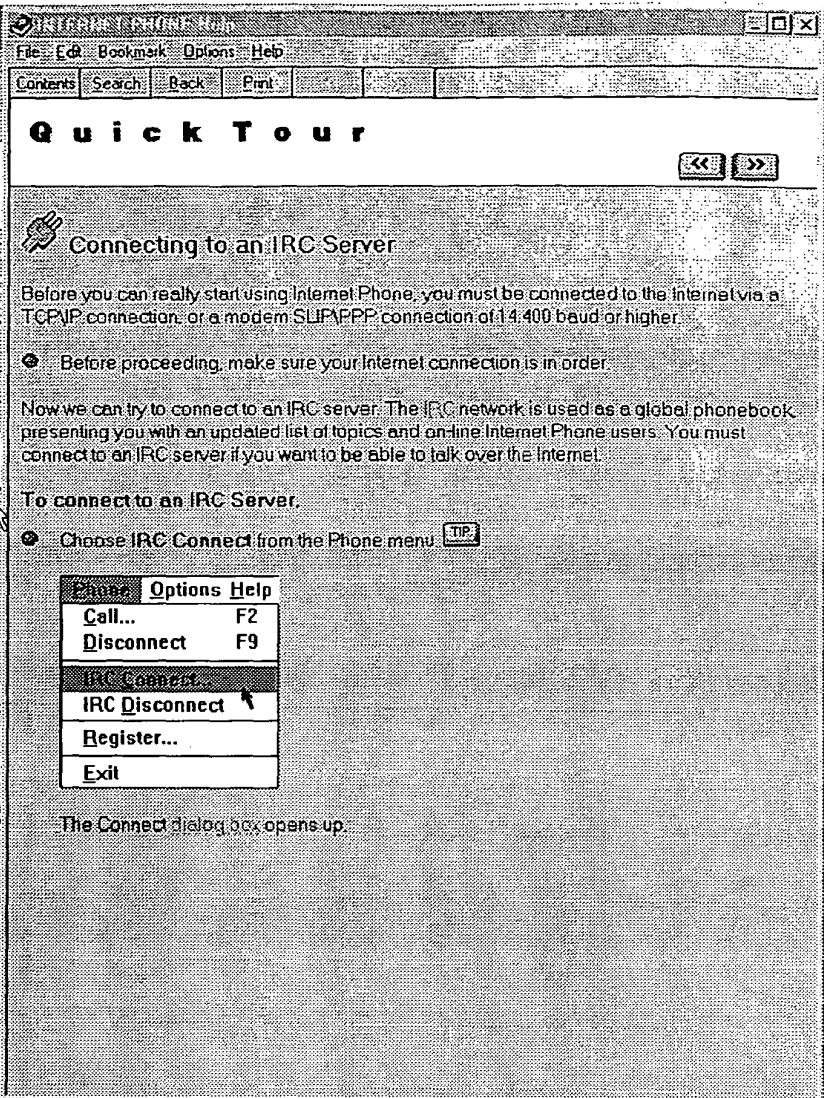 INTERNET PHONE Help
File Edit Bookmark Options Help
Contents Search Back Print
Quick Tour
<< >>
Connecting to an IRC Server
Before you can really start using Internet Phone, you must be connected to the Internet via a
TCP\IP connection, or a modem SLIP\PPP connection of 14,400 baud or higher.
Before proceeding, make sure your Internet connection is in order.
Now we can try to connect to an IRC server. The IRC network is used as a global phonebook,
presenting you with an updated list of topics and on-line Internet Phone users. You must
connect to an IRC server if you want to be able to talk over the Internet.
To connect to an IRC Server,
Choose IRC Connect from the Phone menu. TIP
Phone Options Help
Call... F2
Disconnect F9
IRC Connect...
IRC Disconnect
Register...
Exit
The Connect dialog box opens up.